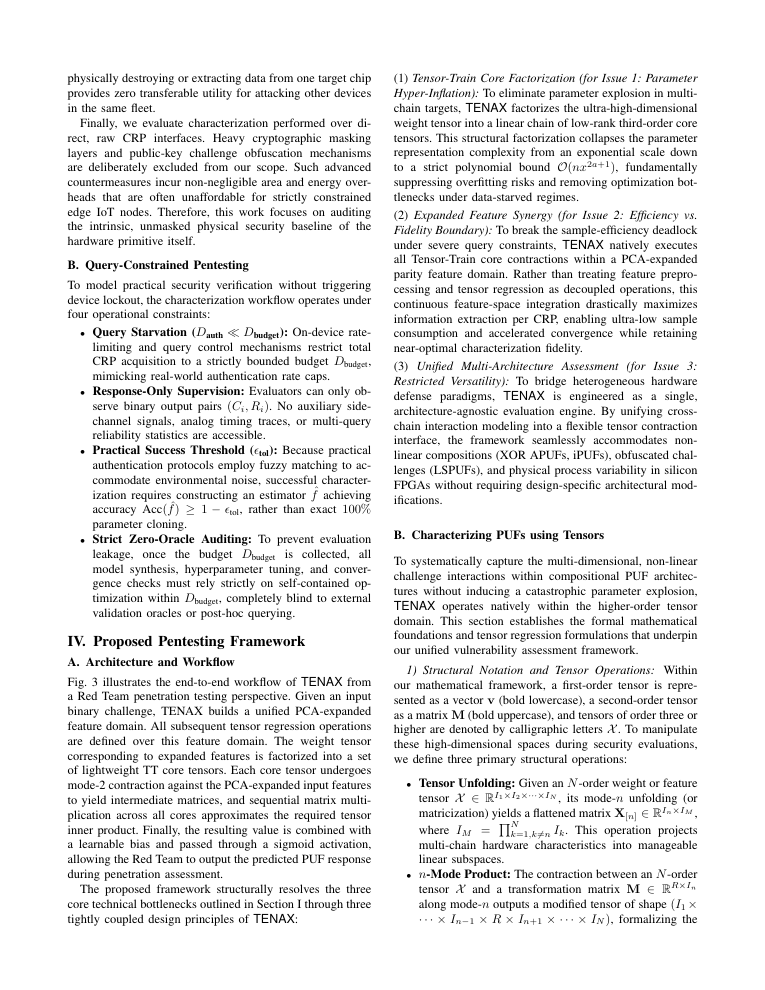 physically destroying or extracting data from one target chip
provides zero transferable utility for attacking other devices
in the same fleet.
Finally, we evaluate characterization performed over di-
rect, raw CRP interfaces. Heavy cryptographic masking
layers and public-key challenge obfuscation mechanisms
are deliberately excluded from our scope. Such advanced
countermeasures incur non-negligible area and energy over-
heads that are often unaffordable for strictly constrained
edge IoT nodes. Therefore, this work focuses on auditing
the intrinsic, unmasked physical security baseline of the
hardware primitive itself.
B. Query-Constrained Pentesting
To model practical security verification without triggering
device lockout, the characterization workflow operates under
four operational constraints:
• Query Starvation (D_auth ≪ D_budget): On-device rate-
limiting and query control mechanisms restrict total
CRP acquisition to a strictly bounded budget D_budget,
mimicking real-world authentication rate caps.
• Response-Only Supervision: Evaluators can only ob-
serve binary output pairs (C_i, R_i). No auxiliary side-
channel signals, analog timing traces, or multi-query
reliability statistics are accessible.
• Practical Success Threshold (ϵ_tol): Because practical
authentication protocols employ fuzzy matching to ac-
commodate environmental noise, successful character-
ization requires constructing an estimator f̂ achieving
accuracy Acc(f̂) ≥ 1 − ϵ_tol, rather than exact 100%
parameter cloning.
• Strict Zero-Oracle Auditing: To prevent evaluation
leakage, once the budget D_budget is collected, all
model synthesis, hyperparameter tuning, and conver-
gence checks must rely strictly on self-contained op-
timization within D_budget, completely blind to external
validation oracles or post-hoc querying.
IV. Proposed Pentesting Framework
A. Architecture and Workflow
Fig. 3 illustrates the end-to-end workflow of TENAX from
a Red Team penetration testing perspective. Given an input
binary challenge, TENAX builds a unified PCA-expanded
feature domain. All subsequent tensor regression operations
are defined over this feature domain. The weight tensor
corresponding to expanded features is factorized into a set
of lightweight TT core tensors. Each core tensor undergoes
mode-2 contraction against the PCA-expanded input features
to yield intermediate matrices, and sequential matrix multi-
plication across all cores approximates the required tensor
inner product. Finally, the resulting value is combined with
a learnable bias and passed through a sigmoid activation,
allowing the Red Team to output the predicted PUF response
during penetration assessment.
The proposed framework structurally resolves the three
core technical bottlenecks outlined in Section I through three
tightly coupled design principles of TENAX:
(1) Tensor-Train Core Factorization (for Issue 1: Parameter
Hyper-Inflation): To eliminate parameter explosion in multi-
chain targets, TENAX factorizes the ultra-high-dimensional
weight tensor into a linear chain of low-rank third-order core
tensors. This structural factorization collapses the parameter
representation complexity from an exponential scale down
to a strict polynomial bound 𝒪(nx^{2a+1}), fundamentally
suppressing overfitting risks and removing optimization bot-
tlenecks under data-starved regimes.
(2) Expanded Feature Synergy (for Issue 2: Efficiency vs.
Fidelity Boundary): To break the sample-efficiency deadlock
under severe query constraints, TENAX natively executes
all Tensor-Train core contractions within a PCA-expanded
parity feature domain. Rather than treating feature prepro-
cessing and tensor regression as decoupled operations, this
continuous feature-space integration drastically maximizes
information extraction per CRP, enabling ultra-low sample
consumption and accelerated convergence while retaining
near-optimal characterization fidelity.
(3) Unified Multi-Architecture Assessment (for Issue 3:
Restricted Versatility): To bridge heterogeneous hardware
defense paradigms, TENAX is engineered as a single,
architecture-agnostic evaluation engine. By unifying cross-
chain interaction modeling into a flexible tensor contraction
interface, the framework seamlessly accommodates non-
linear compositions (XOR APUFs, iPUFs), obfuscated chal-
lenges (LSPUFs), and physical process variability in silicon
FPGAs without requiring design-specific architectural mod-
ifications.
B. Characterizing PUFs using Tensors
To systematically capture the multi-dimensional, non-linear
challenge interactions within compositional PUF architec-
tures without inducing a catastrophic parameter explosion,
TENAX operates natively within the higher-order tensor
domain. This section establishes the formal mathematical
foundations and tensor regression formulations that underpin
our unified vulnerability assessment framework.
1) Structural Notation and Tensor Operations: Within
our mathematical framework, a first-order tensor is repre-
sented as a vector v (bold lowercase), a second-order tensor
as a matrix M (bold uppercase), and tensors of order three or
higher are denoted by calligraphic letters 𝒳. To manipulate
these high-dimensional spaces during security evaluations,
we define three primary structural operations:
• Tensor Unfolding: Given an N-order weight or feature
tensor 𝒳 ∈ ℝ^{I_1×I_2×⋯×I_N}, its mode-n unfolding (or
matricization) yields a flattened matrix X_{[n]} ∈ ℝ^{I_n×I_M},
where I_M = ∏_{k=1,k≠n}^{N} I_k. This operation projects
multi-chain hardware characteristics into manageable
linear subspaces.
• n-Mode Product: The contraction between an N-order
tensor 𝒳 and a transformation matrix M ∈ ℝ^{R×I_n}
along mode-n outputs a modified tensor of shape (I_1 ×
⋯ × I_{n−1} × R × I_{n+1} × ⋯ × I_N), formalizing the